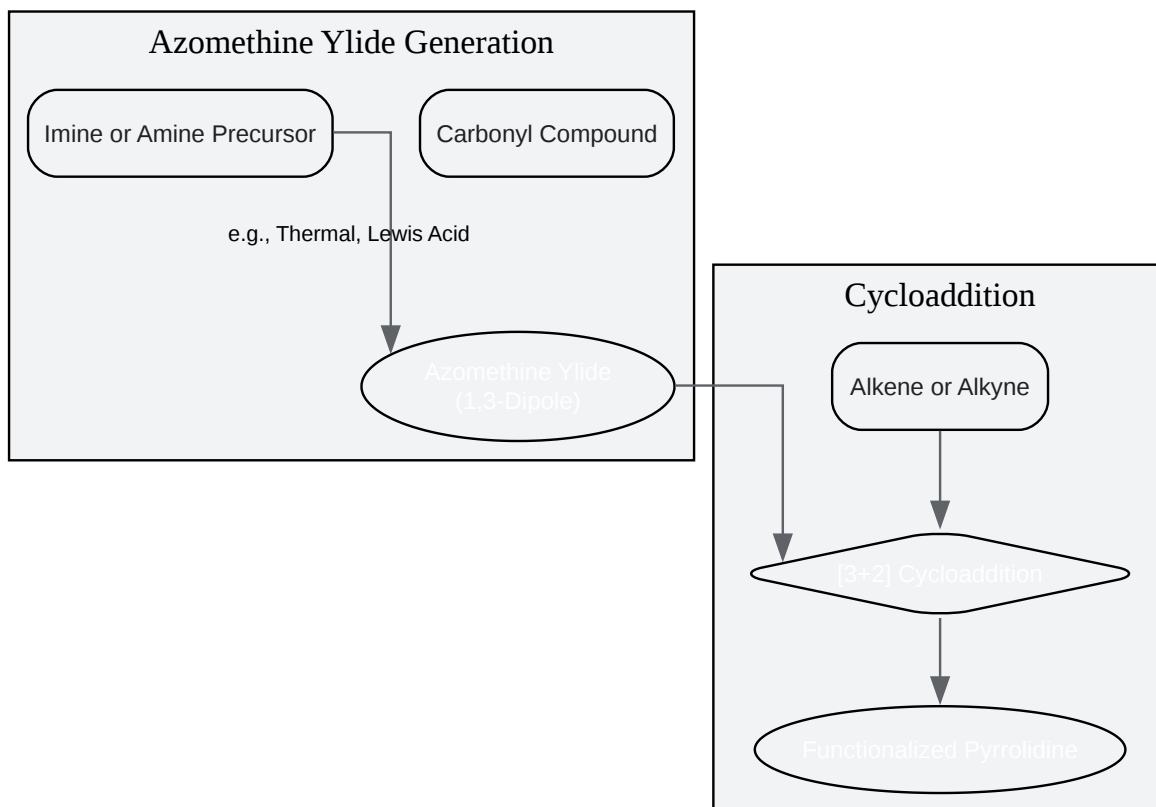 Azomethine Ylide Generation
Imine or Amine Precursor
Carbonyl Compound
e.g., Thermal, Lewis Acid
Azomethine Ylide
(1,3-Dipole)
Cycloaddition
Alkene or Alkyne
[3+2] Cycloaddition
Functionalized Pyrrolidine